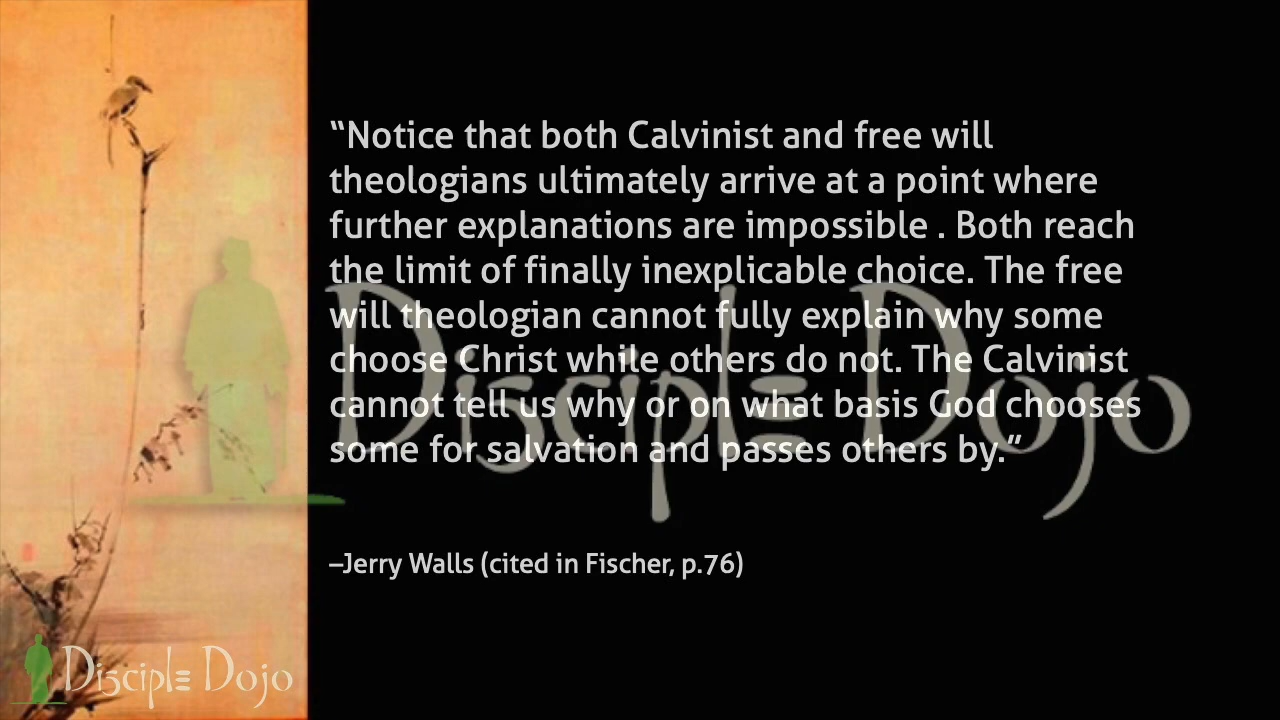 “Notice that both Calvinist and free will
theologians ultimately arrive at a point where
further explanations are impossible . Both reach
the limit of finally inexplicable choice. The free
will theologian cannot fully explain why some
choose Christ while others do not. The Calvinist
cannot tell us why or on what basis God chooses
some for salvation and passes others by.”
–Jerry Walls (cited in Fischer, p.76)
Disciple Dojo
Disciple Dojo